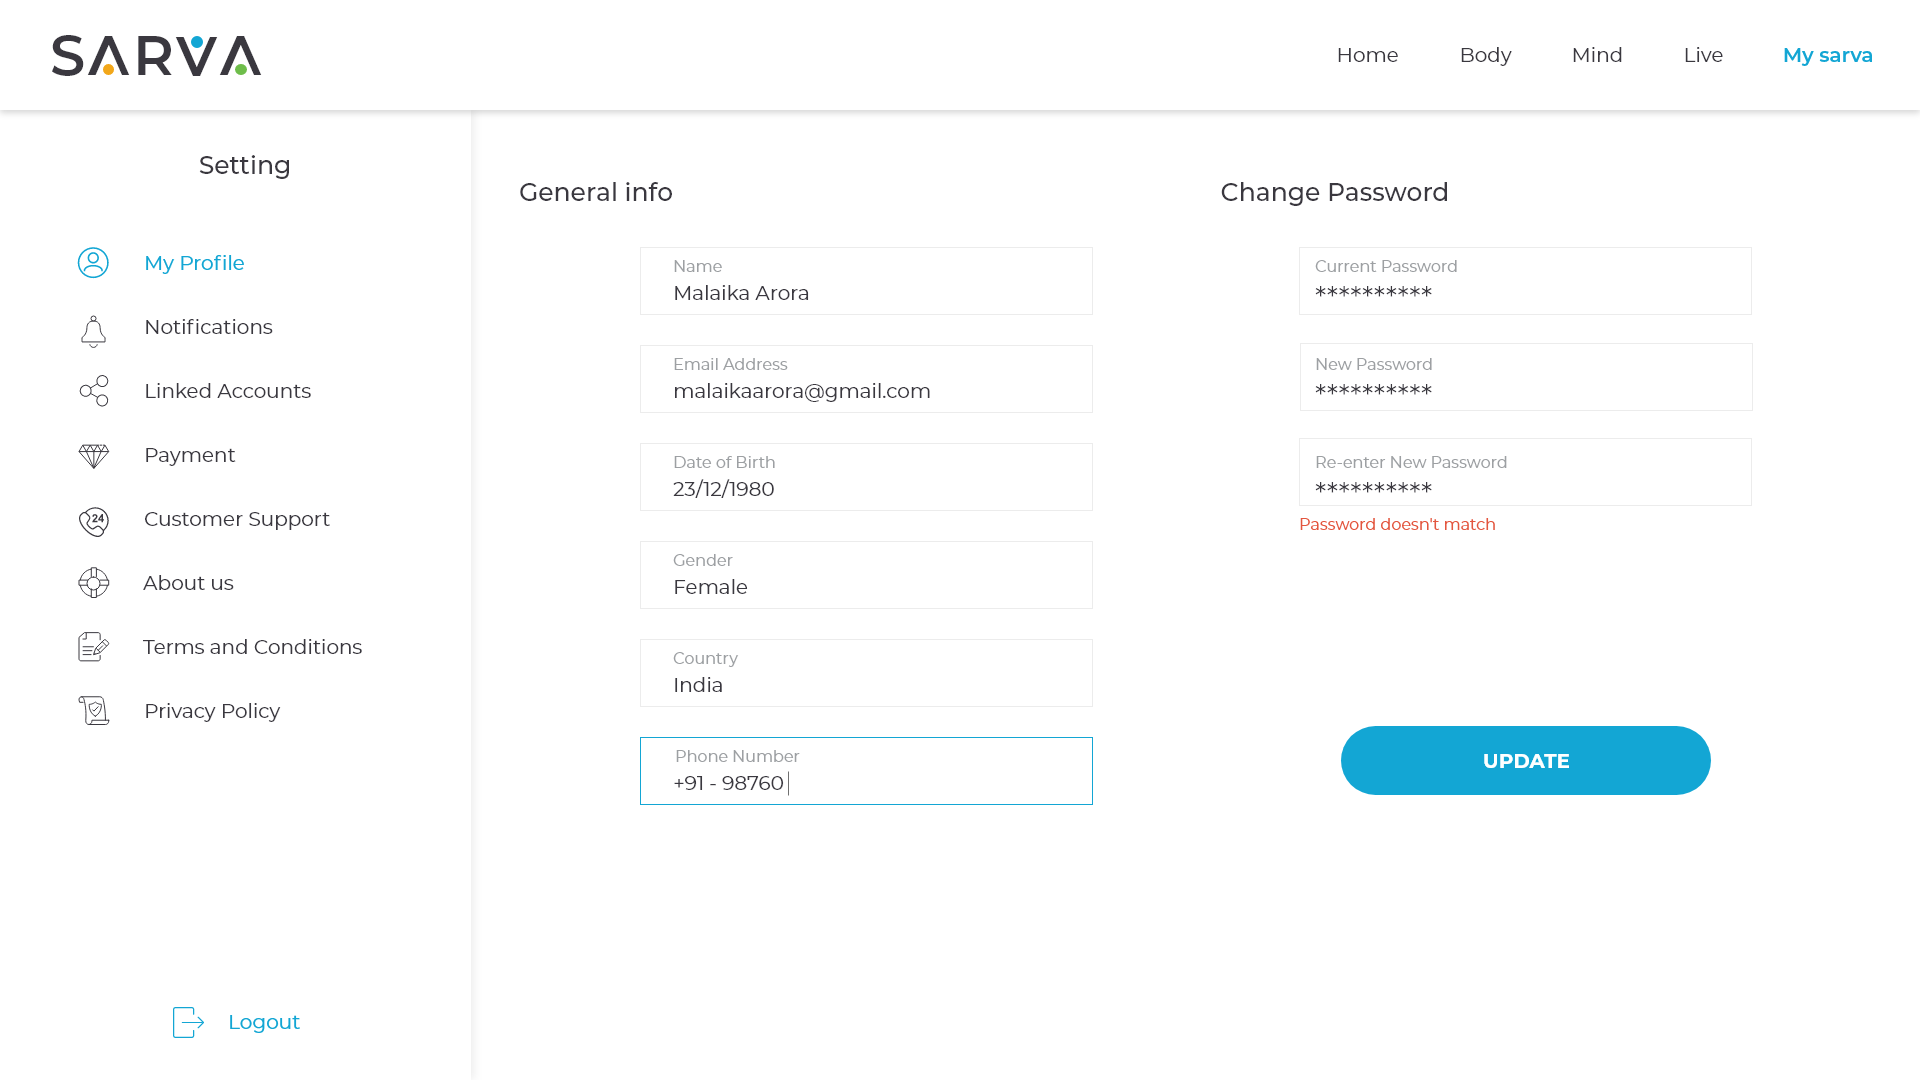 SARVA
Home
Body
Mind
Live
My sarva
Setting
My Profile
Notifications
Linked Accounts
Payment
24
Customer Support
About us
Terms and Conditions
Privacy Policy
Logout
General info
Name
Malaika Arora
Email Address
malaikaarora@gmail.com
Date of Birth
23/12/1980
Gender
Female
Country
India
Phone Number
+91 - 98760
Change Password
Current Password
**********
New Password
**********
Re-enter New Password
**********
Password doesn't match
UPDATE